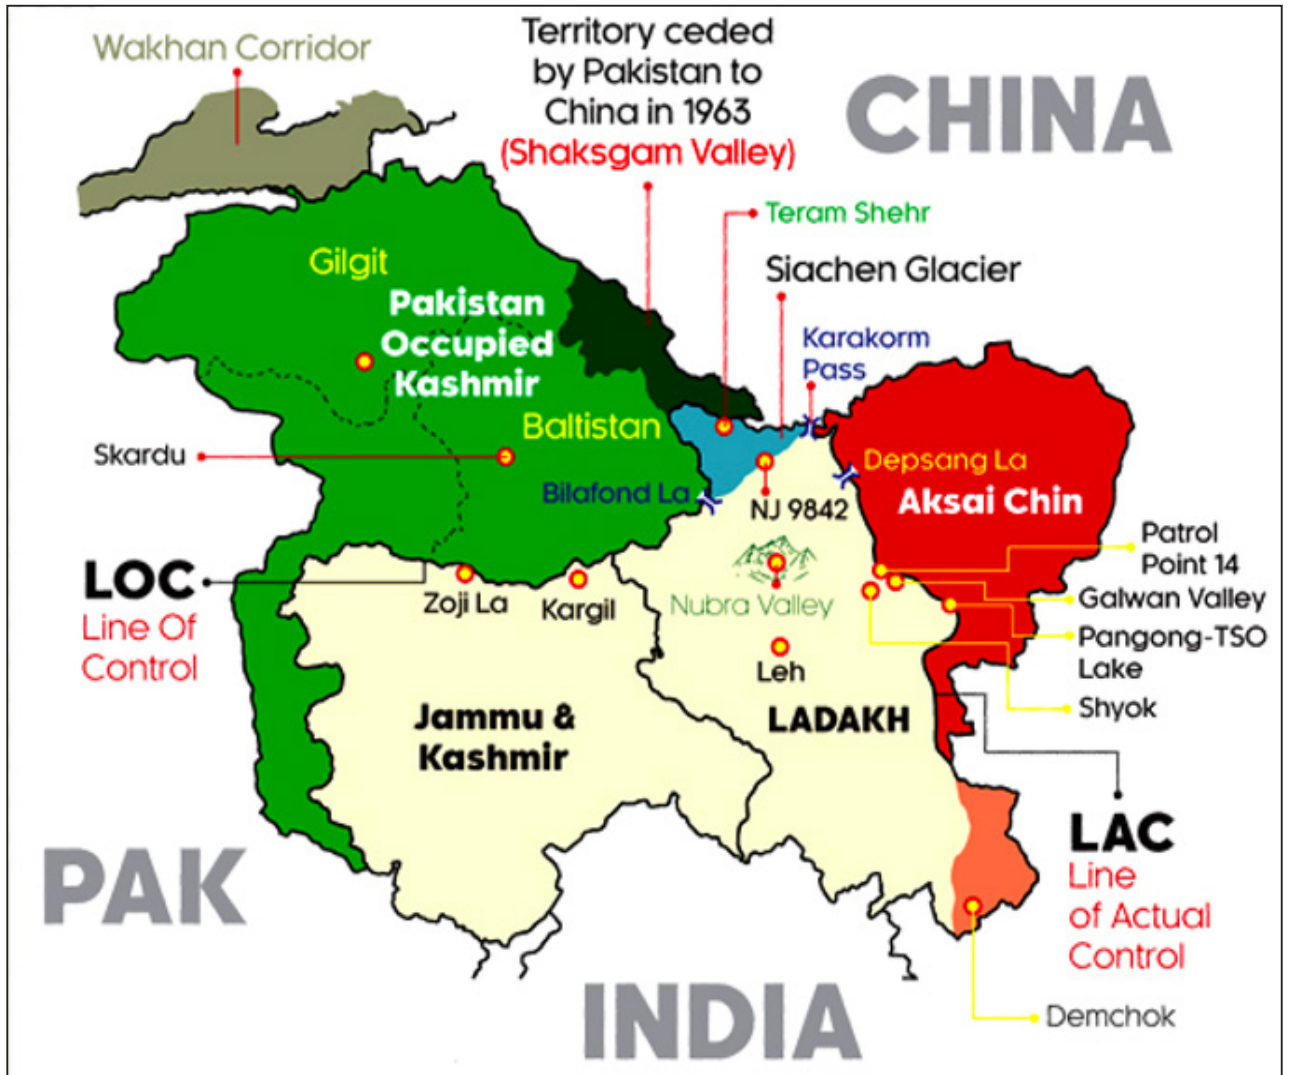 Wakhan Corridor
Territory ceded
by Pakistan to
China in 1963
(Shaksgam Valley)
CHINA
Teram Shehr
Siachen Glacier
Gilgit
Pakistan
Occupied
Kashmir
Karakorm
Pass
Baltistan
Skardu
Depsang La
Bilafond La
NJ 9842
Aksai Chin
Patrol
Point 14
LOC
Line Of
Control
Zoji La
Kargil
Nubra Valley
Galwan Valley
Pangong-TSO
Lake
Leh
Shyok
Jammu &
Kashmir
LADAKH
LAC
Line
of Actual
Control
PAK
INDIA
Demchok